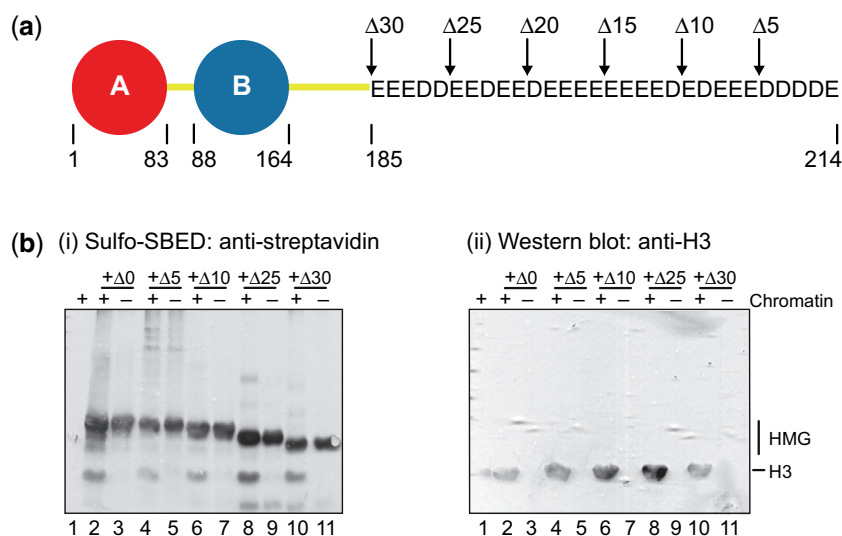 (a)
Δ30 Δ25 Δ20 Δ15 Δ10 Δ5
A B EEEDDEEDEEDEEEEEEEEDEDEEEDDDDE
1 83 88 164 185 214
(b) (i) Sulfo-SBED: anti-streptavidin
+Δ0 +Δ5 +Δ10 +Δ25 +Δ30
+ + − + − + − + − + −
1 2 3 4 5 6 7 8 9 10 11
(ii) Western blot: anti-H3
+Δ0 +Δ5 +Δ10 +Δ25 +Δ30
+ + − + − + − + − + − Chromatin
HMG
H3
1 2 3 4 5 6 7 8 9 10 11